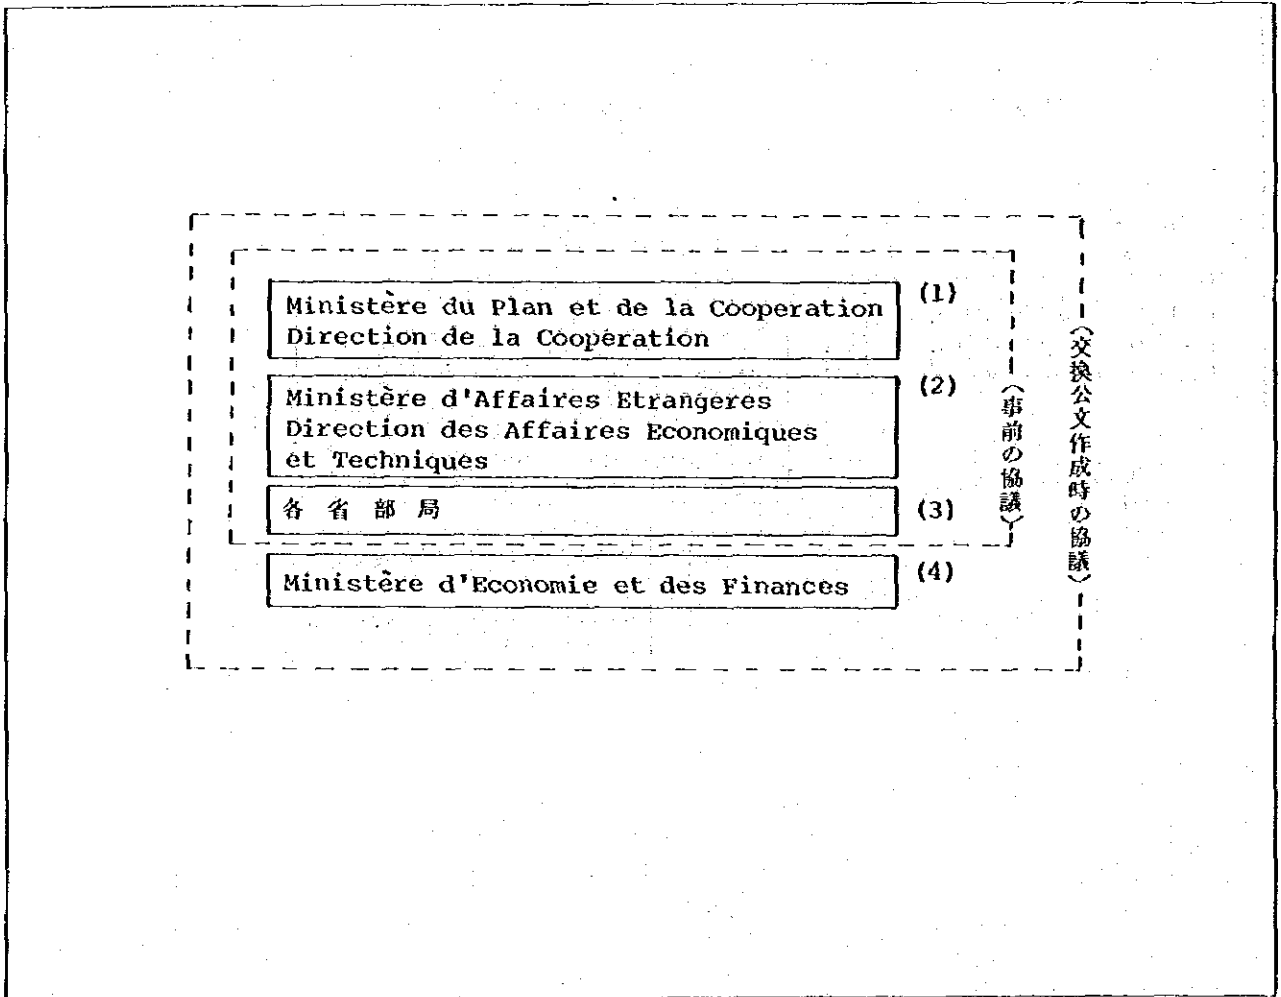 Ministère du Plan et de la Cooperation
Direction de la Coopération
(1)
Ministère d'Affaires Etrangeres
Direction des Affaires Economiques
et Techniques
(2)
各省部局
(3)
Ministère d'Economie et des Finances
(4)
〈事前の協議〉
〈交換公文作成時の協議〉